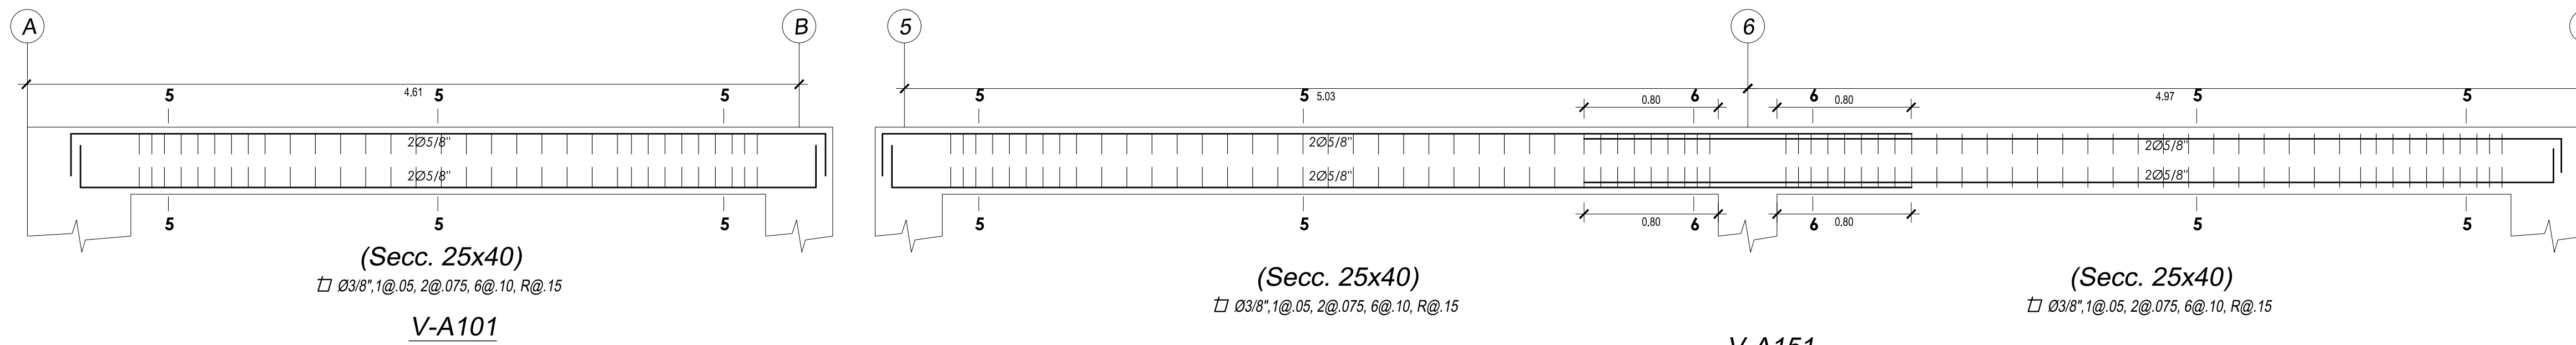 A B 5 6
4.61 5.03 4.97
5 5 5 5 5 0.80 6 6 0.80 5 5
2Ø5/8" 2Ø5/8" 2Ø5/8"
2Ø5/8" 2Ø5/8" 2Ø5/8"
5 5 5 5 5 0.80 6 6 0.80 5 5
(Secc. 25x40)
Ø3/8",1@.05, 2@.075, 6@.10, R@.15
V-A101
(Secc. 25x40)
Ø3/8",1@.05, 2@.075, 6@.10, R@.15
(Secc. 25x40)
Ø3/8",1@.05, 2@.075, 6@.10, R@.15
V-A151